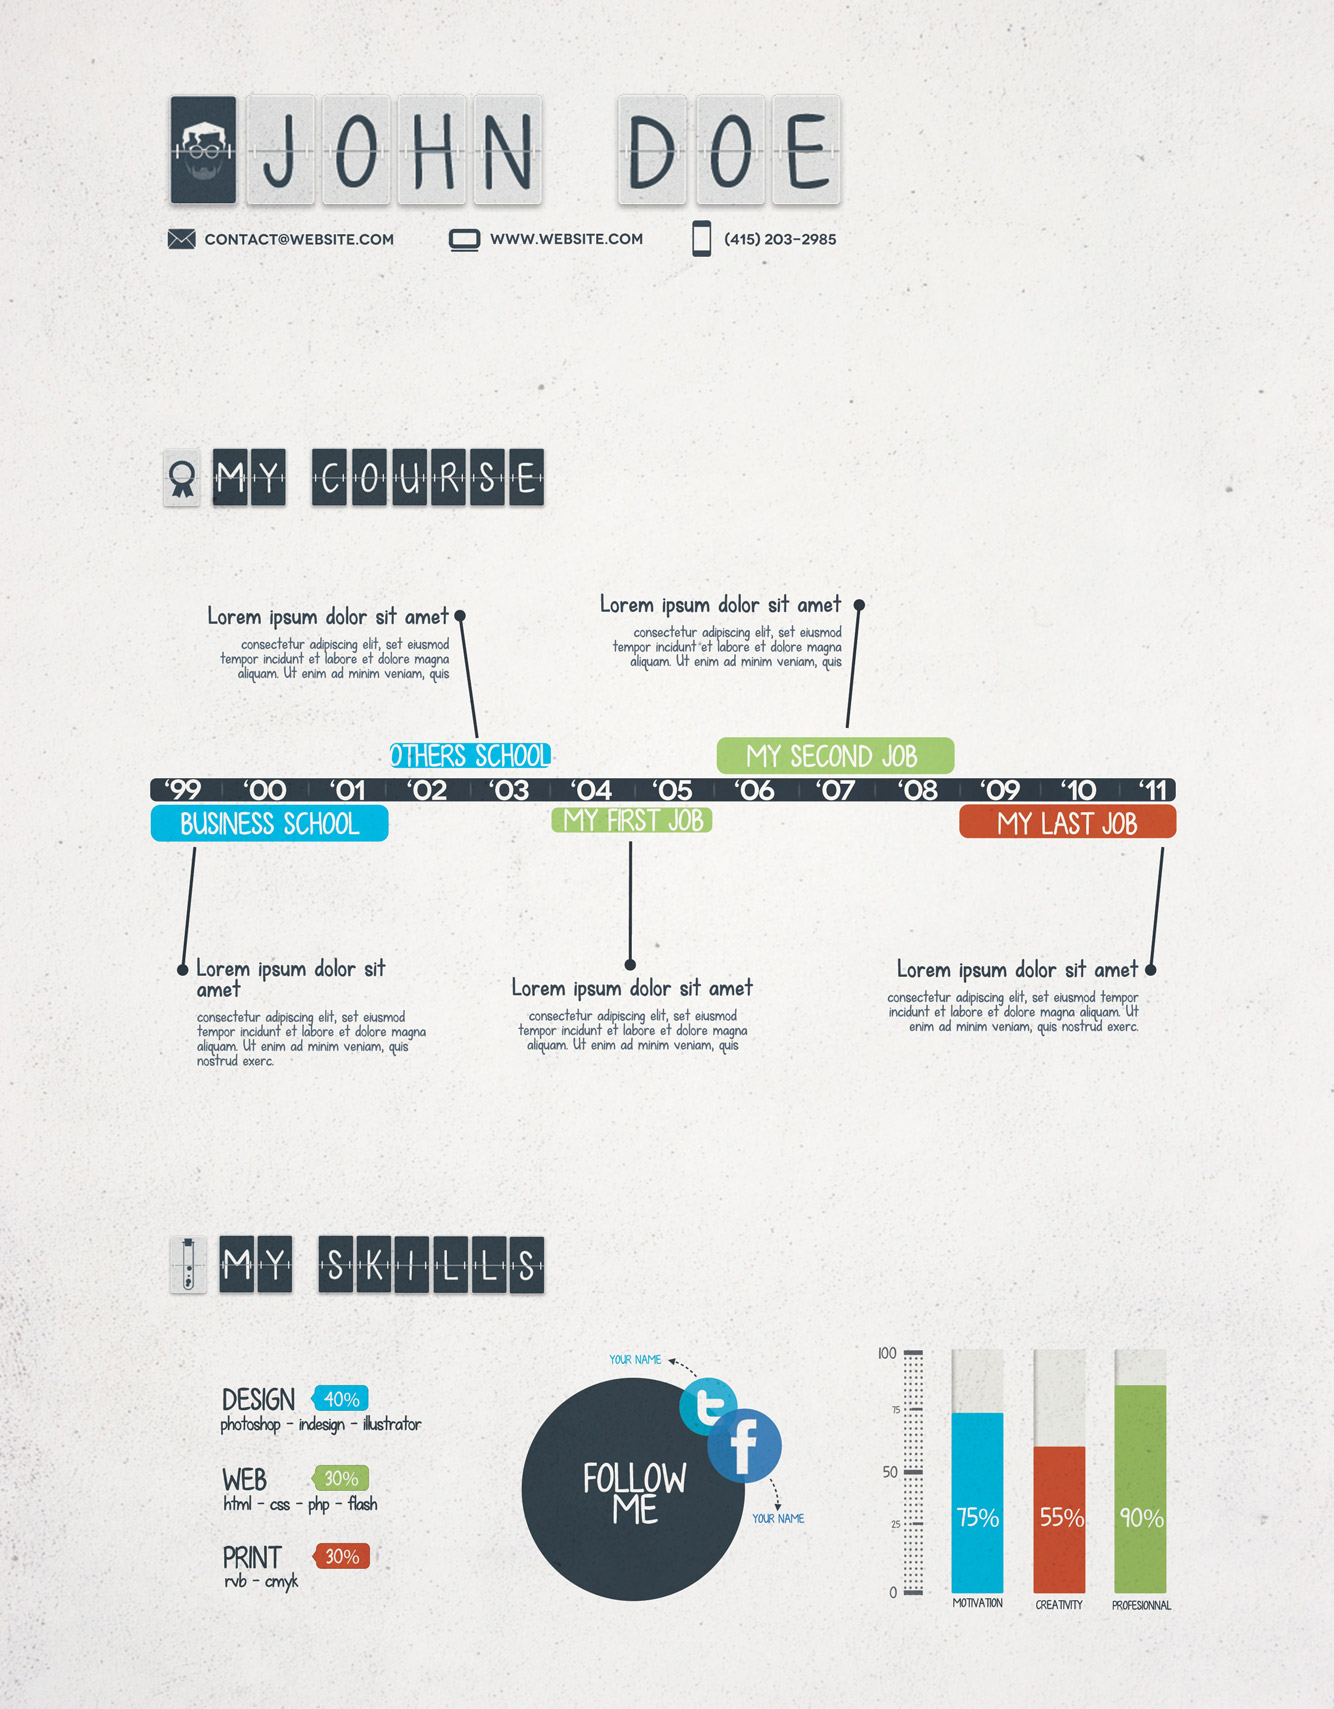 JOHN DOE
CONTACT@WEBSITE.COM
WWW.WEBSITE.COM
(415) 203-2985
MY COURSE
Lorem ipsum dolor sit amet
consectetur adipiscing elit, set eiusmod
tempor incidunt et labore et dolore magna
aliquam. Ut enim ad minim veniam, quis
Lorem ipsum dolor sit amet
consectetur adipiscing elit, set eiusmod
tempor incidunt et labore et dolore magna
aliquam. Ut enim ad minim veniam, quis
OTHERS SCHOOL
MY SECOND JOB
‘99 ‘00 ‘01 ‘02 ‘03 ‘04 ‘05 ‘06 ‘07 ‘08 ‘09 ‘10 ‘11
BUSINESS SCHOOL
MY FIRST JOB
MY LAST JOB
Lorem ipsum dolor sit
amet
consectetur adipiscing elit, set eiusmod
tempor incidunt et labore et dolore magna
aliquam. Ut enim ad minim veniam, quis
nostrud exerc.
Lorem ipsum dolor sit amet
consectetur adipiscing elit, set eiusmod
tempor incidunt et labore et dolore magna
aliquam. Ut enim ad minim veniam, quis
Lorem ipsum dolor sit amet
consectetur adipiscing elit, set eiusmod tempor
incidunt et labore et dolore magna aliquam. Ut
enim ad minim veniam, quis nostrud exerc.
MY SKILLS
DESIGN 40%
photoshop - indesign - illustrator
WEB 30%
html - css - php - flash
PRINT 30%
rvb - cmyk
YOUR NAME
t
f
FOLLOW
ME
YOUR NAME
100
75
50
25
0
75%
55%
90%
MOTIVATION
CREATIVITY
PROFESIONNAL